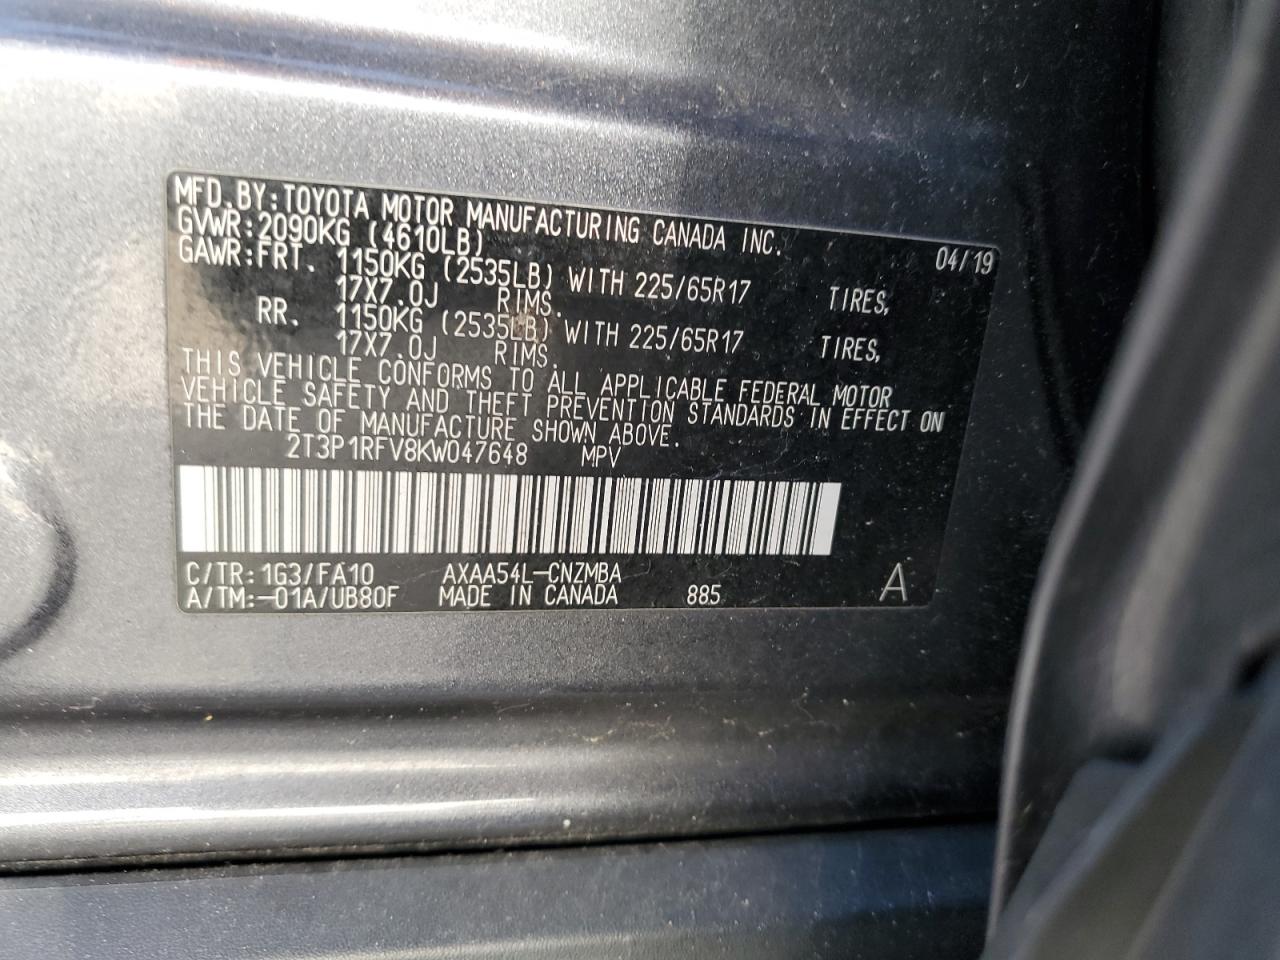 MFD.BY:TOYOTA MOTOR MANUFACTURING CANADA INC.
GVWR:2090KG (4610LB) 04/19
GAWR:FRT. 1150KG (2535LB) WITH 225/65R17 TIRES,
17X7.0J RIMS.
RR. 1150KG (2535LB) WITH 225/65R17 TIRES,
17X7.0J RIMS.
THIS VEHICLE CONFORMS TO ALL APPLICABLE FEDERAL MOTOR
VEHICLE SAFETY AND THEFT PREVENTION STANDARDS IN EFFECT ON
THE DATE OF MANUFACTURE SHOWN ABOVE.
2T3P1RFV8KW047648 MPV
C/TR:1G3/FA10 AXAA54L-CNZMBA
A/TM:-01A/UB80F MADE IN CANADA 885 A